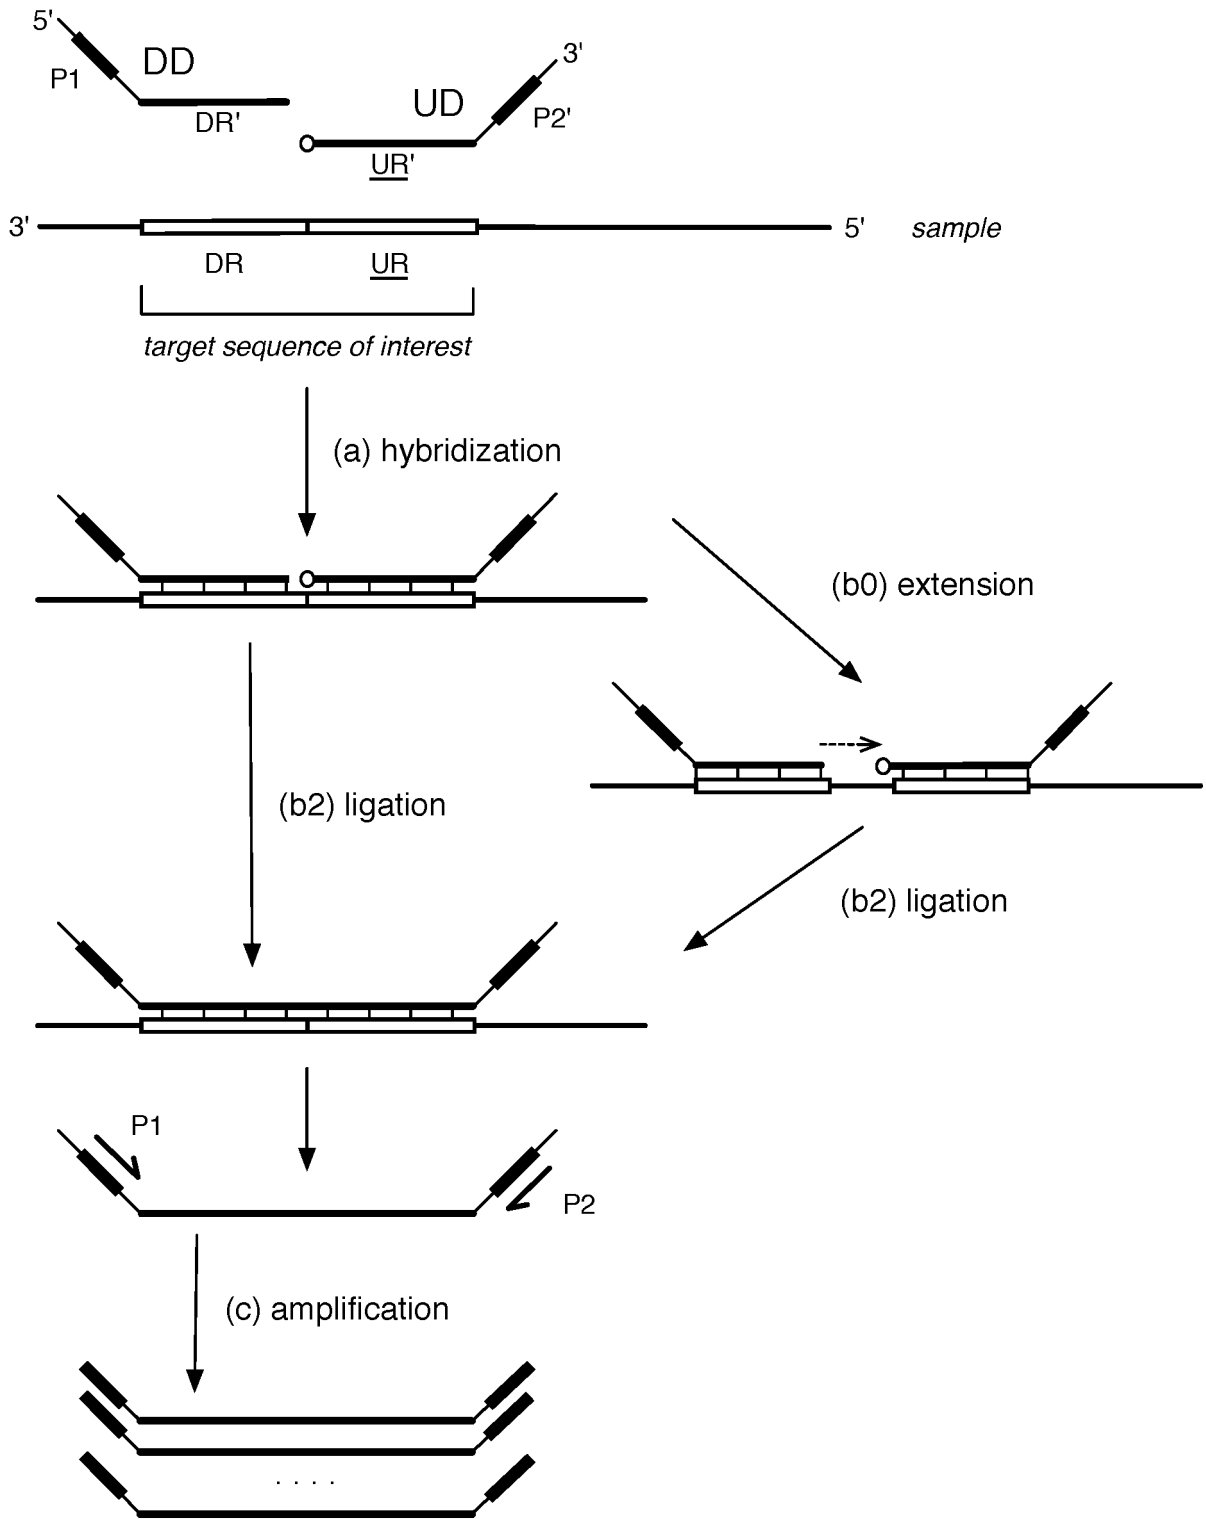 5'
DD
3'
P1
UD
P2'
DR'
UR'
3'
5' sample
DR UR
target sequence of interest
(a) hybridization
(b0) extension
(b2) ligation
(b2) ligation
P1
P2
(c) amplification
. . . .